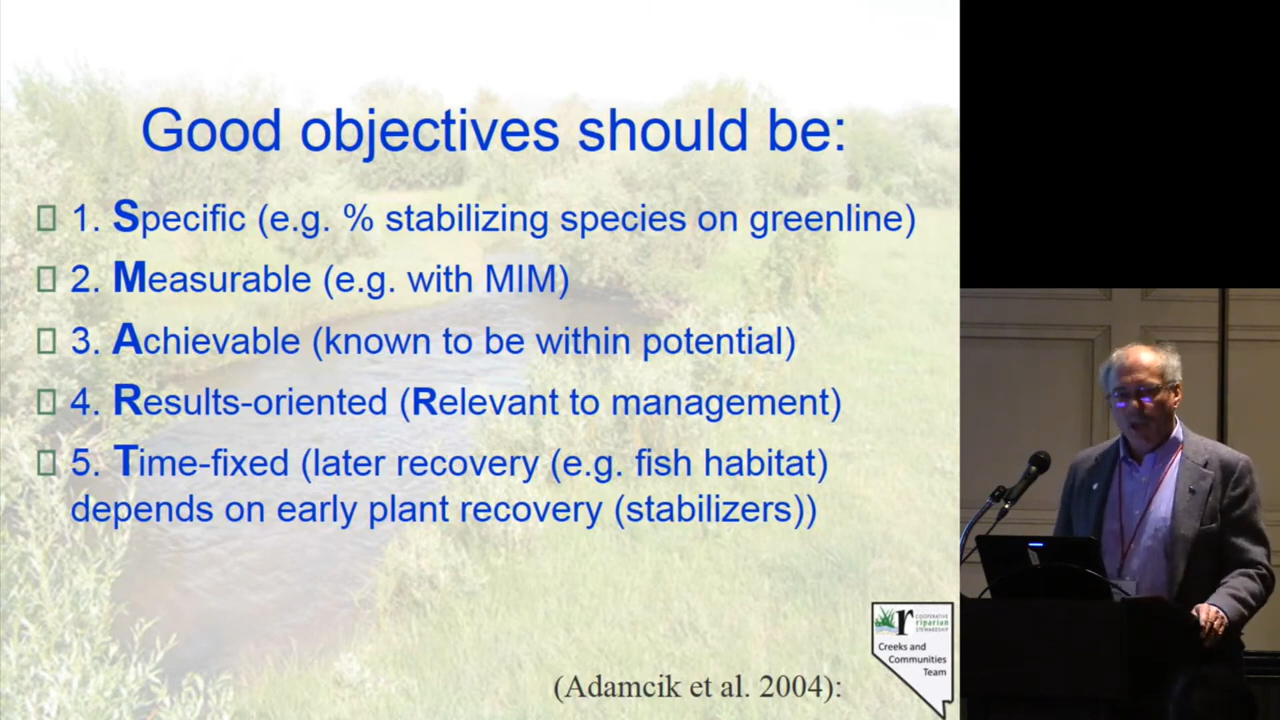 Good objectives should be:
1. Specific (e.g. % stabilizing species on greenline)
2. Measurable (e.g. with MIM)
3. Achievable (known to be within potential)
4. Results-oriented (Relevant to management)
5. Time-fixed (later recovery (e.g. fish habitat)
depends on early plant recovery (stabilizers))
r COOPERATIVE
riparian
STEWARDSHIP
Creeks and
Communities
Team
(Adamcik et al. 2004):